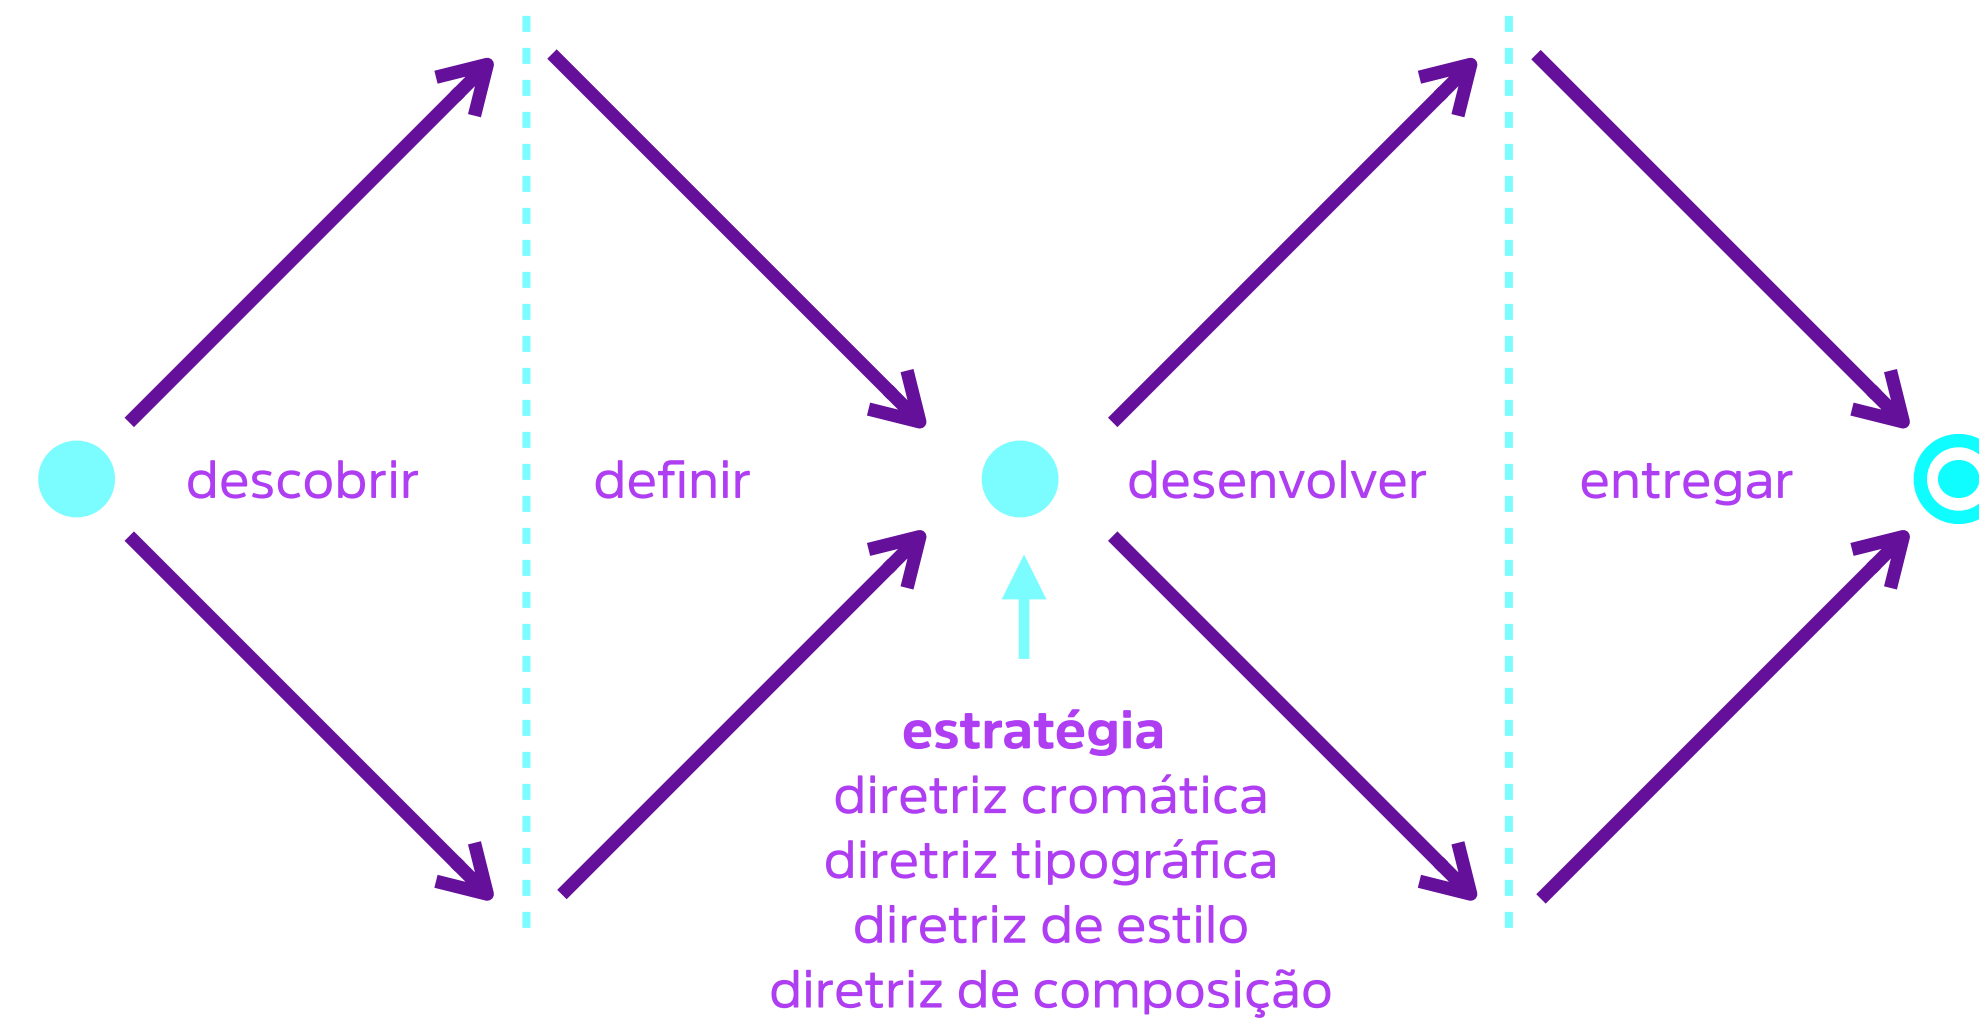 descobrir
definir
desenvolver
entregar
estratégia
diretriz cromática
diretriz tipográfica
diretriz de estilo
diretriz de composição